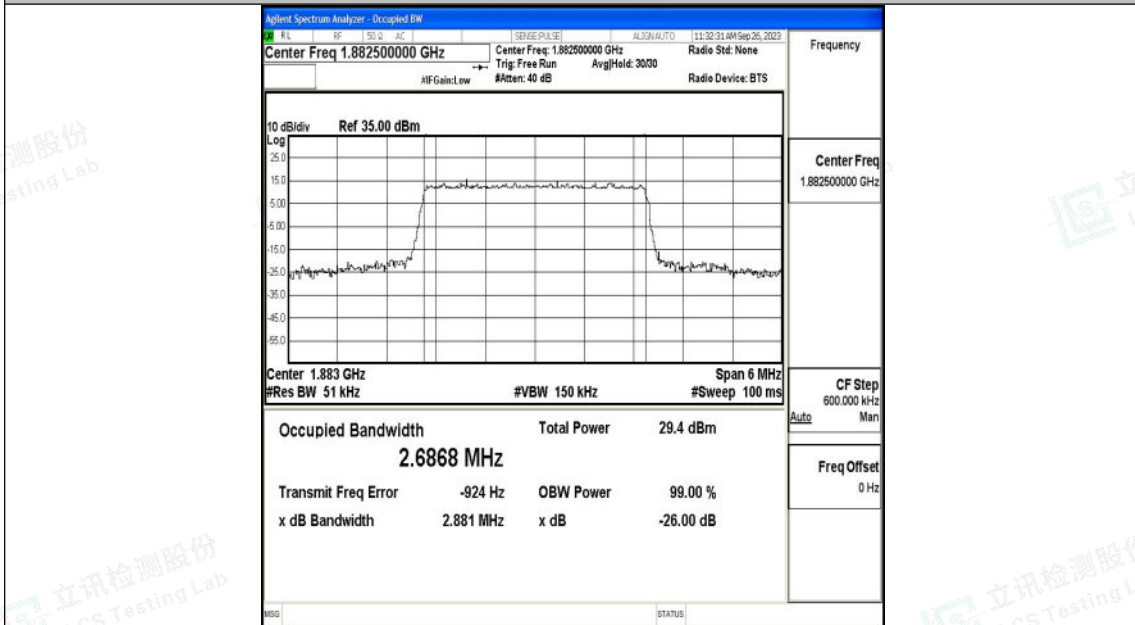 Agilent Spectrum Analyzer - Occupied BW
RL RF 50 Ω AC SENSE:PULSE ALIGNAUTO 11:32:31 AM Sep 26, 2023
Center Freq 1.882500000 GHz
Center Freq: 1.882500000 GHz Radio Std: None
Trig: Free Run Avg|Hold: 30/30
#IFGain:Low #Atten: 40 dB Radio Device: BTS
Frequency
10 dB/div Ref 35.00 dBm
Log
25.0
15.0
5.00
-5.00
-15.0
-25.0
-35.0
-45.0
-55.0
Center 1.883 GHz Span 6 MHz
#Res BW 51 kHz #VBW 150 kHz #Sweep 100 ms
Occupied Bandwidth Total Power 29.4 dBm
2.6868 MHz
Transmit Freq Error -924 Hz OBW Power 99.00 %
x dB Bandwidth 2.881 MHz x dB -26.00 dB
Center Freq
1.882500000 GHz
CF Step
600.000 kHz
Auto Man
Freq Offset
0 Hz
MSG STATUS
测股份
sting Lab
立
立讯检测股份
CS Testing Lab
立讯检测股份
CS Testing L